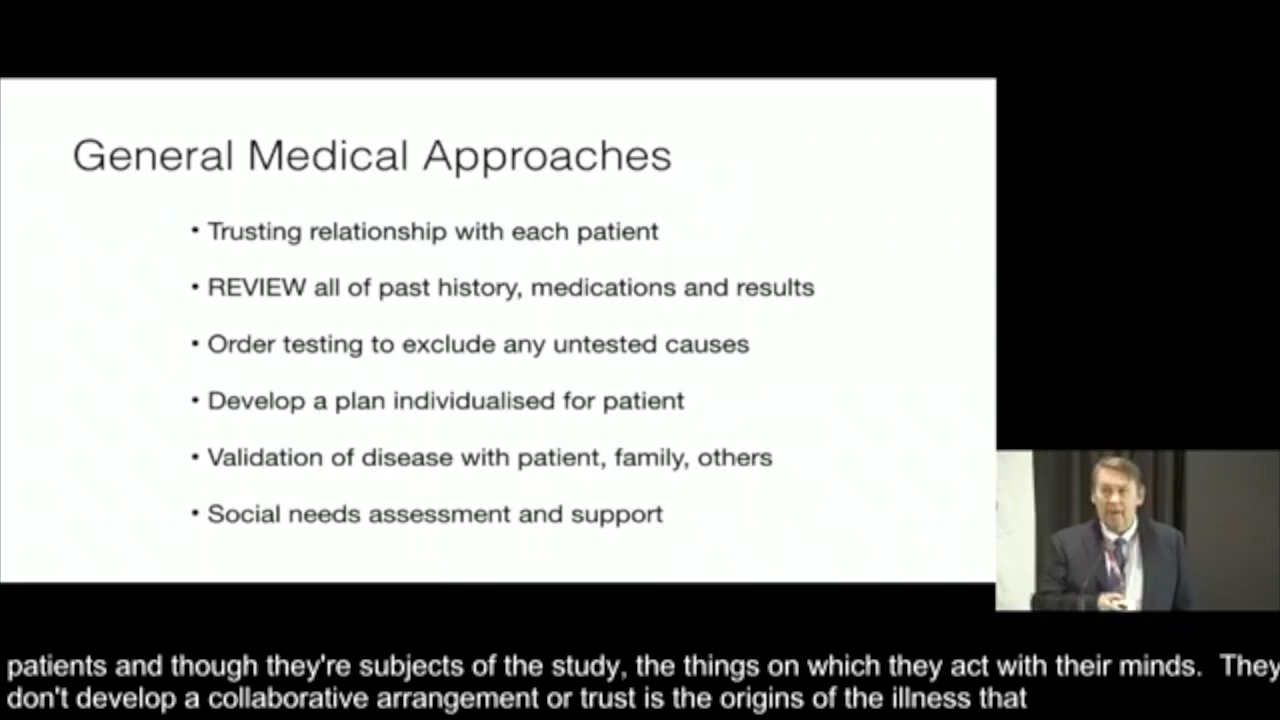 General Medical Approaches
• Trusting relationship with each patient
• REVIEW all of past history, medications and results
• Order testing to exclude any untested causes
• Develop a plan individualised for patient
• Validation of disease with patient, family, others
• Social needs assessment and support
patients and though they're subjects of the study, the things on which they act with their minds.  They
don't develop a collaborative arrangement or trust is the origins of the illness that